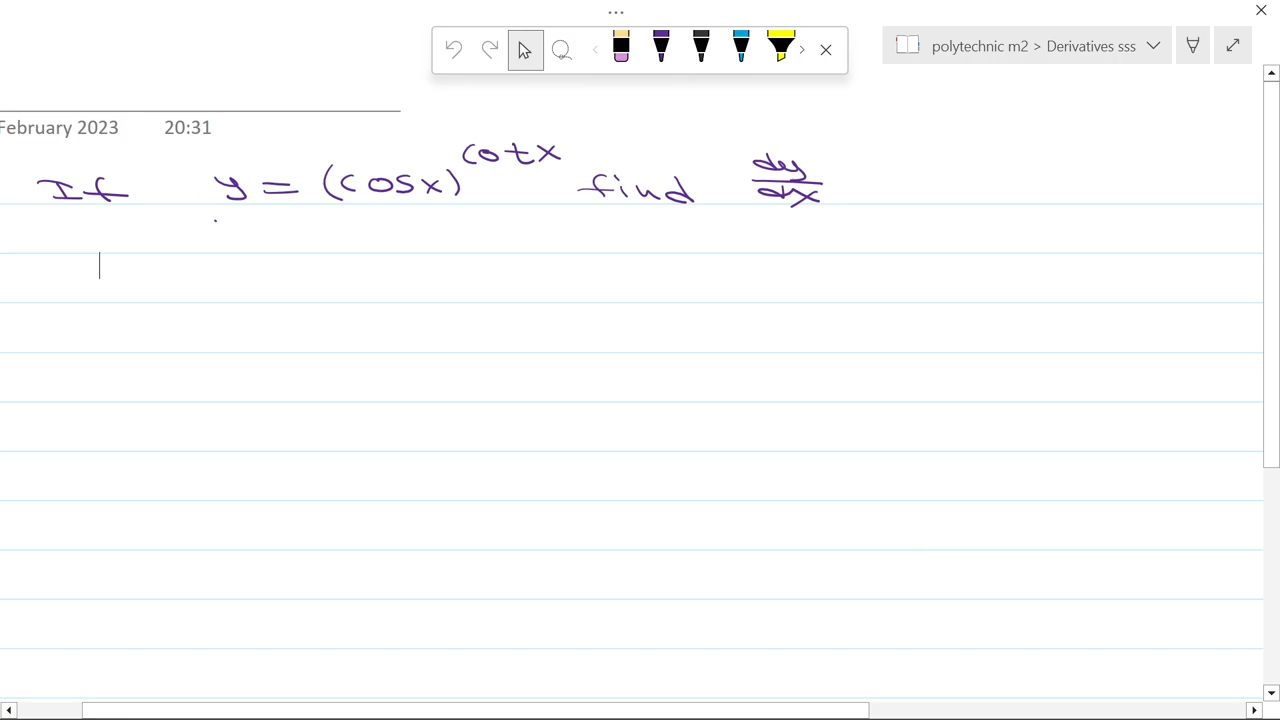 polytechnic m2 > Derivatives sss
February 2023 20:31
If y = (cosx)^cotx find dy/dx